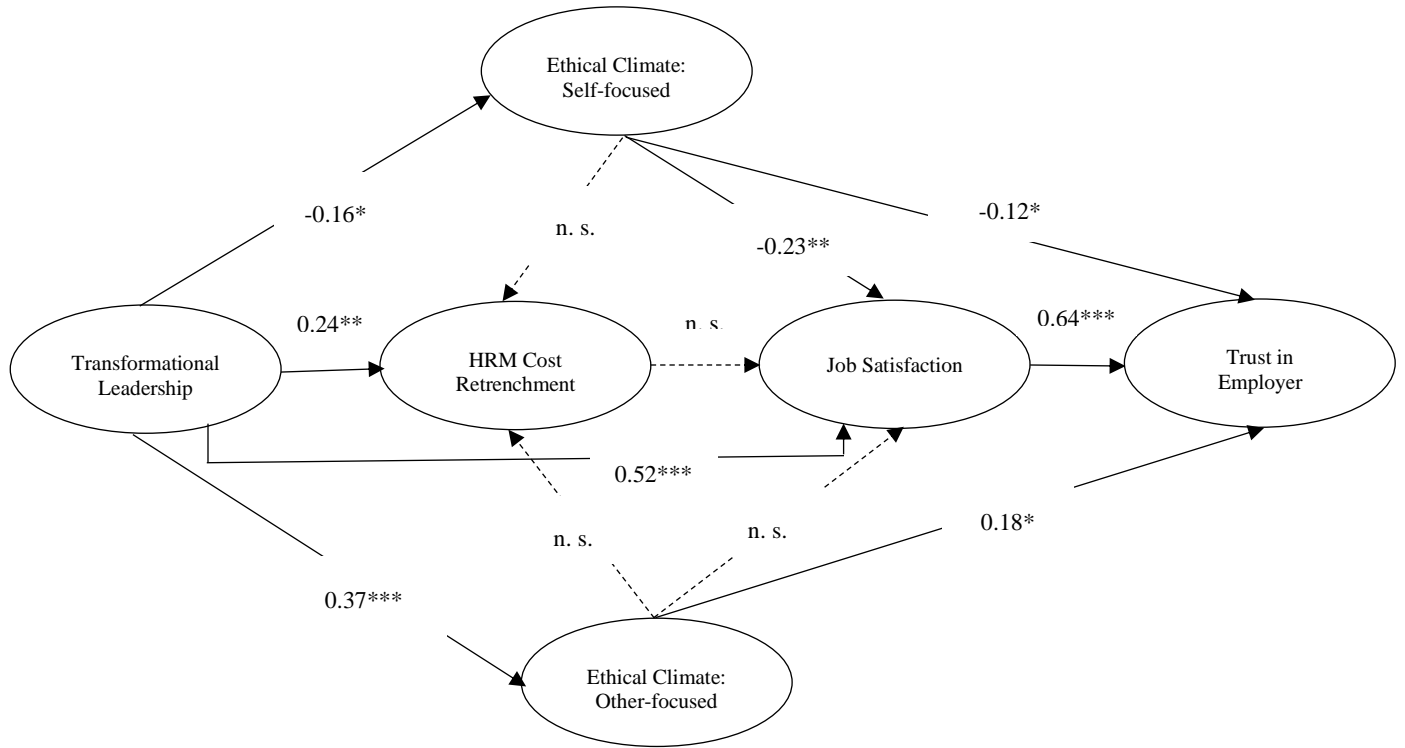 Ethical Climate:
Self-focused
-0.16*
-0.12*
n. s.
-0.23**
0.24**
n. s.
0.64***
Transformational
Leadership
HRM Cost
Retrenchment
Job Satisfaction
Trust in
Employer
0.52***
n. s.
n. s.
0.18*
0.37***
Ethical Climate:
Other-focused